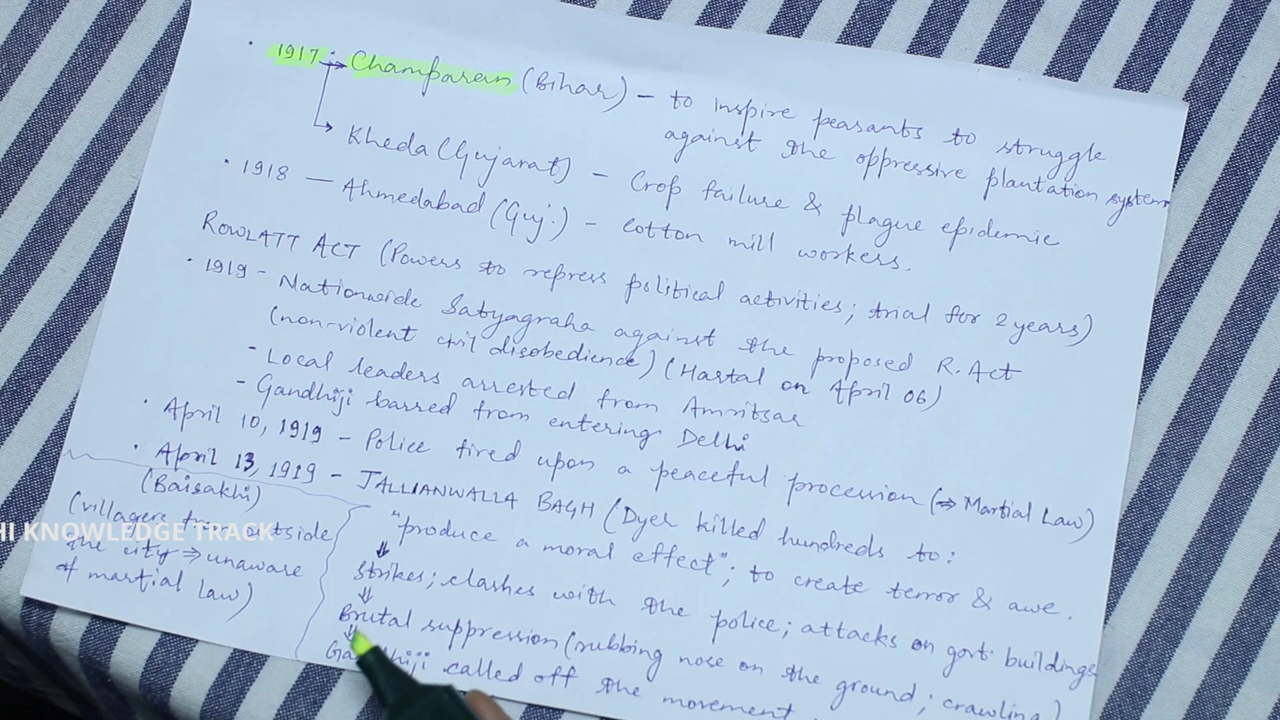 • 1917 : → Champaran (Bihar) – to inspire peasants to struggle
against the oppressive plantation system
→ Kheda (Gujarat) – Crop failure & plague epidemic
• 1918 — Ahmedabad (Guj.) – cotton mill workers.
ROWLATT ACT (Powers to repress political activities; trial for 2 years)
• 1919 - Nationwide Satyagraha against the proposed R. Act
(non-violent civil disobedience) (Hartal on April 06)
- Local leaders arrested from Amritsar
- Gandhiji barred from entering Delhi
• April 10, 1919 – Police fired upon a peaceful procession (⇒ Martial Law)
• April 13, 1919 - JALLIANWALLA BAGH (Dyer killed hundreds to:
(Baisakhi)
(villagers from outside
the city ⇒ unaware
of martial law)
"produce a moral effect"; to create terror & awe.
⇓
strikes; clashes with the police; attacks on govt. buildings
⇓
Brutal suppression (rubbing nose on the ground; crawling)
⇓
Gandhiji called off the movement.
HI KNOWLEDGE TRACK